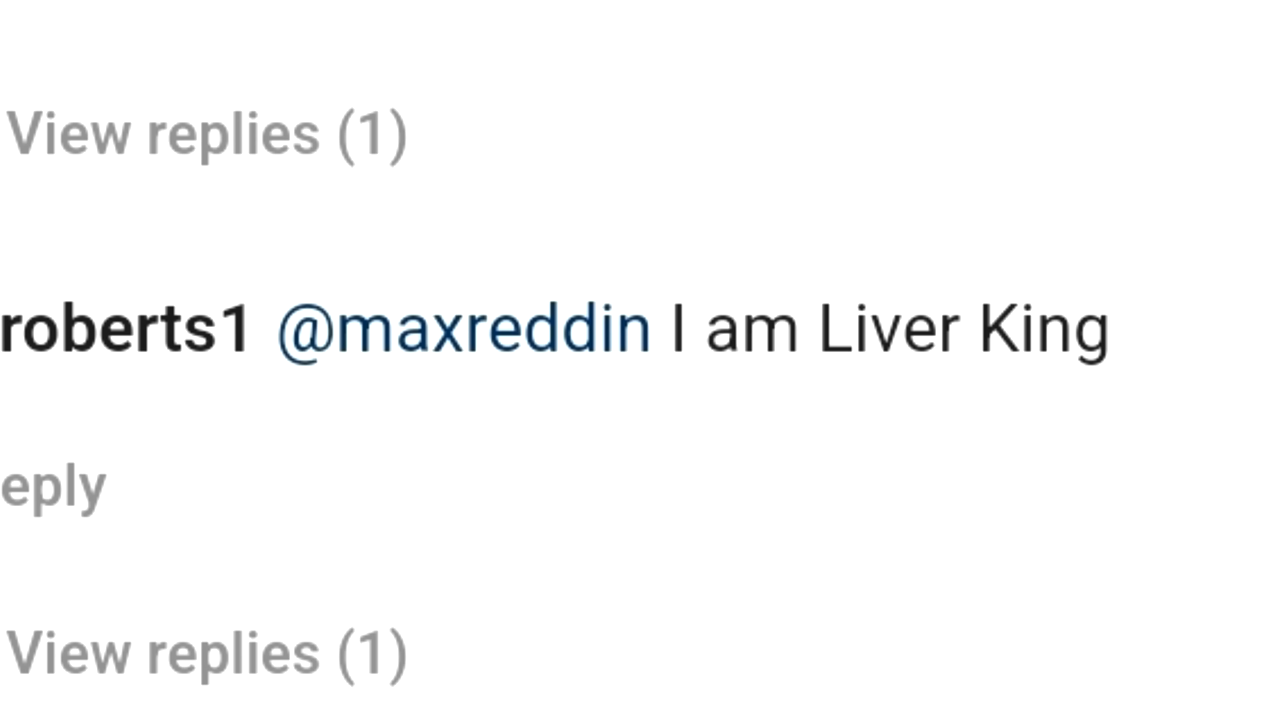 View replies (1)
roberts1 @maxreddin I am Liver King
eply
View replies (1)